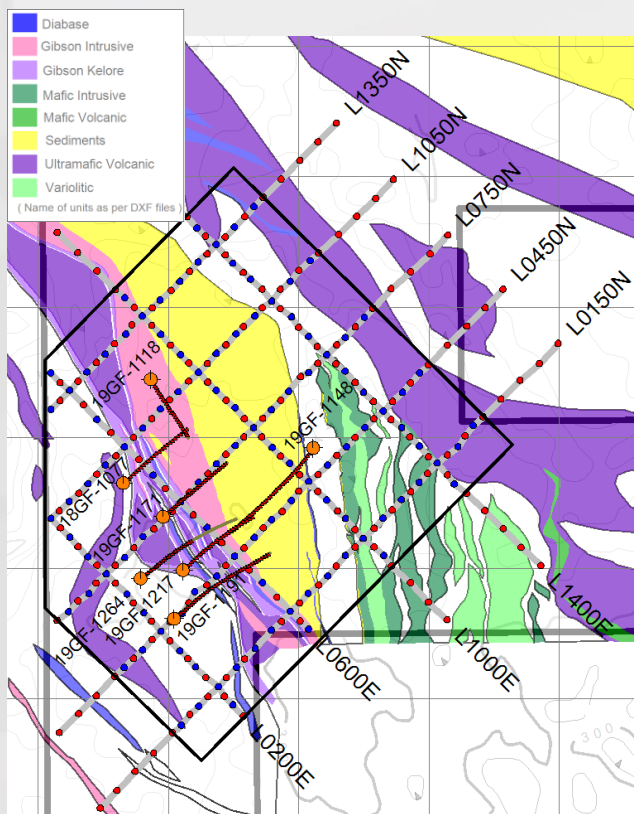 Diabase
Gibson Intrusive
Gibson Kelore
Mafic Intrusive
Mafic Volcanic
Sediments
Ultramafic Volcanic
Variolitic
( Name of units as per DXF files )
L1350N
L1050N
L0750N
L0450N
L0150N
19GF-1118
19GF-1148
18GF-1077
19GF-1171
19GF-1264
19GF-1217
19GF-1191
L1400E
L1000E
L0600E
L0200E
300